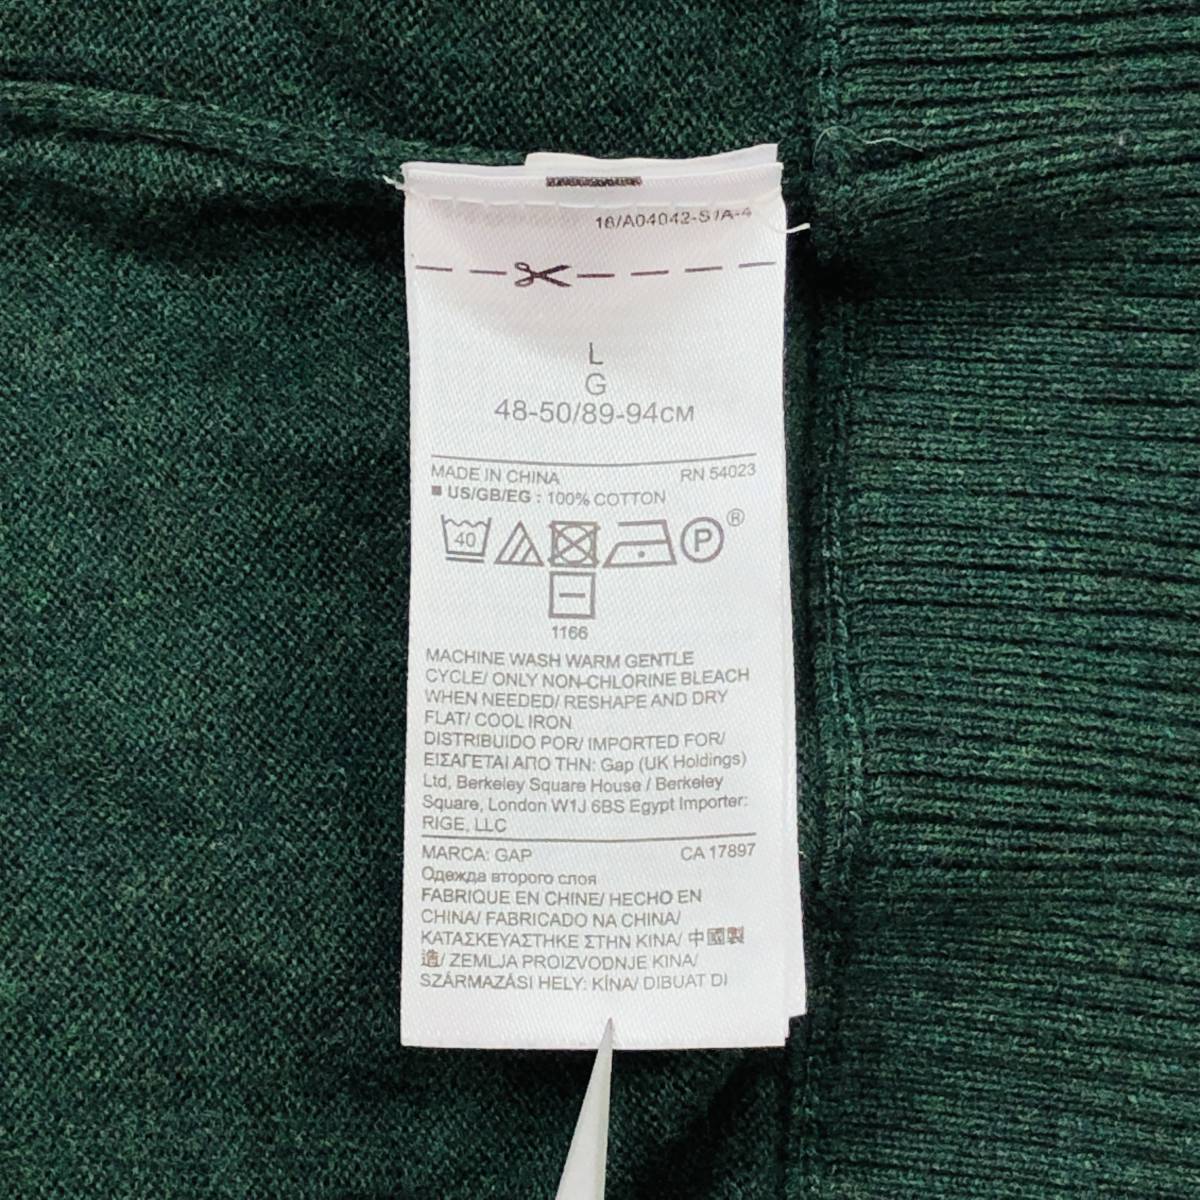 16/A04042-S1A-4
L
G
48-50/89-94см
MADE IN CHINA RN 54023
US/GB/EG : 100% COTTON
40 P ®
1166
MACHINE WASH WARM GENTLE
CYCLE/ ONLY NON-CHLORINE BLEACH
WHEN NEEDED/ RESHAPE AND DRY
FLAT/ COOL IRON
DISTRIBUIDO POR/ IMPORTED FOR/
ΕΙΣΑΓΕΤΑΙ ΑΠΟ ΤΗΝ: Gap (UK Holdings)
Ltd, Berkeley Square House / Berkeley
Square, London W1J 6BS Egypt Importer:
RIGE, LLC
MARCA: GAP CA 17897
Одежда второго слоя
FABRIQUE EN CHINE/ HECHO EN
CHINA/ FABRICADO NA CHINA/
ΚΑΤΑΣΚΕΥΑΣΤΗΚΕ ΣΤΗΝ ΚΙΝΑ/ 中國製
造/ ZEMLJA PROIZVODNJE KINA/
SZÁRMAZÁSI HELY: KÍNA/ DIBUAT DI